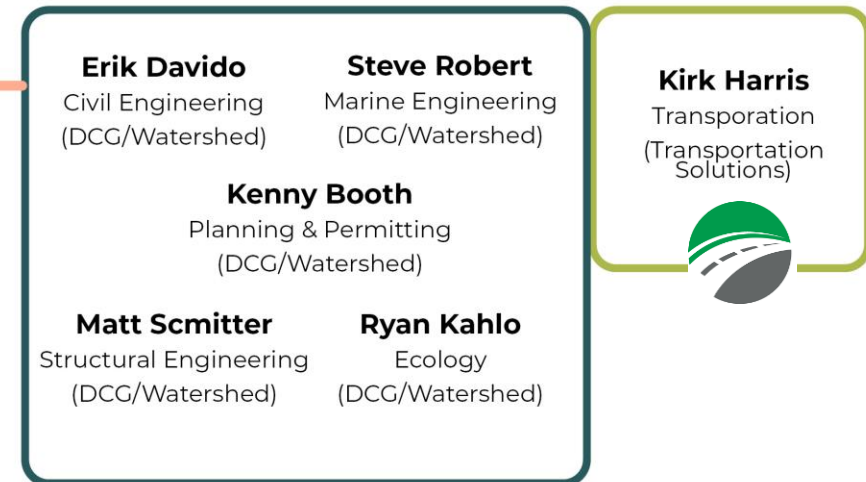 Erik Davido
Civil Engineering
(DCG/Watershed)
Steve Robert
Marine Engineering
(DCG/Watershed)
Kenny Booth
Planning & Permitting
(DCG/Watershed)
Matt Scmitter
Structural Engineering
(DCG/Watershed)
Ryan Kahlo
Ecology
(DCG/Watershed)
Kirk Harris
Transporation
(Transportation
Solutions)